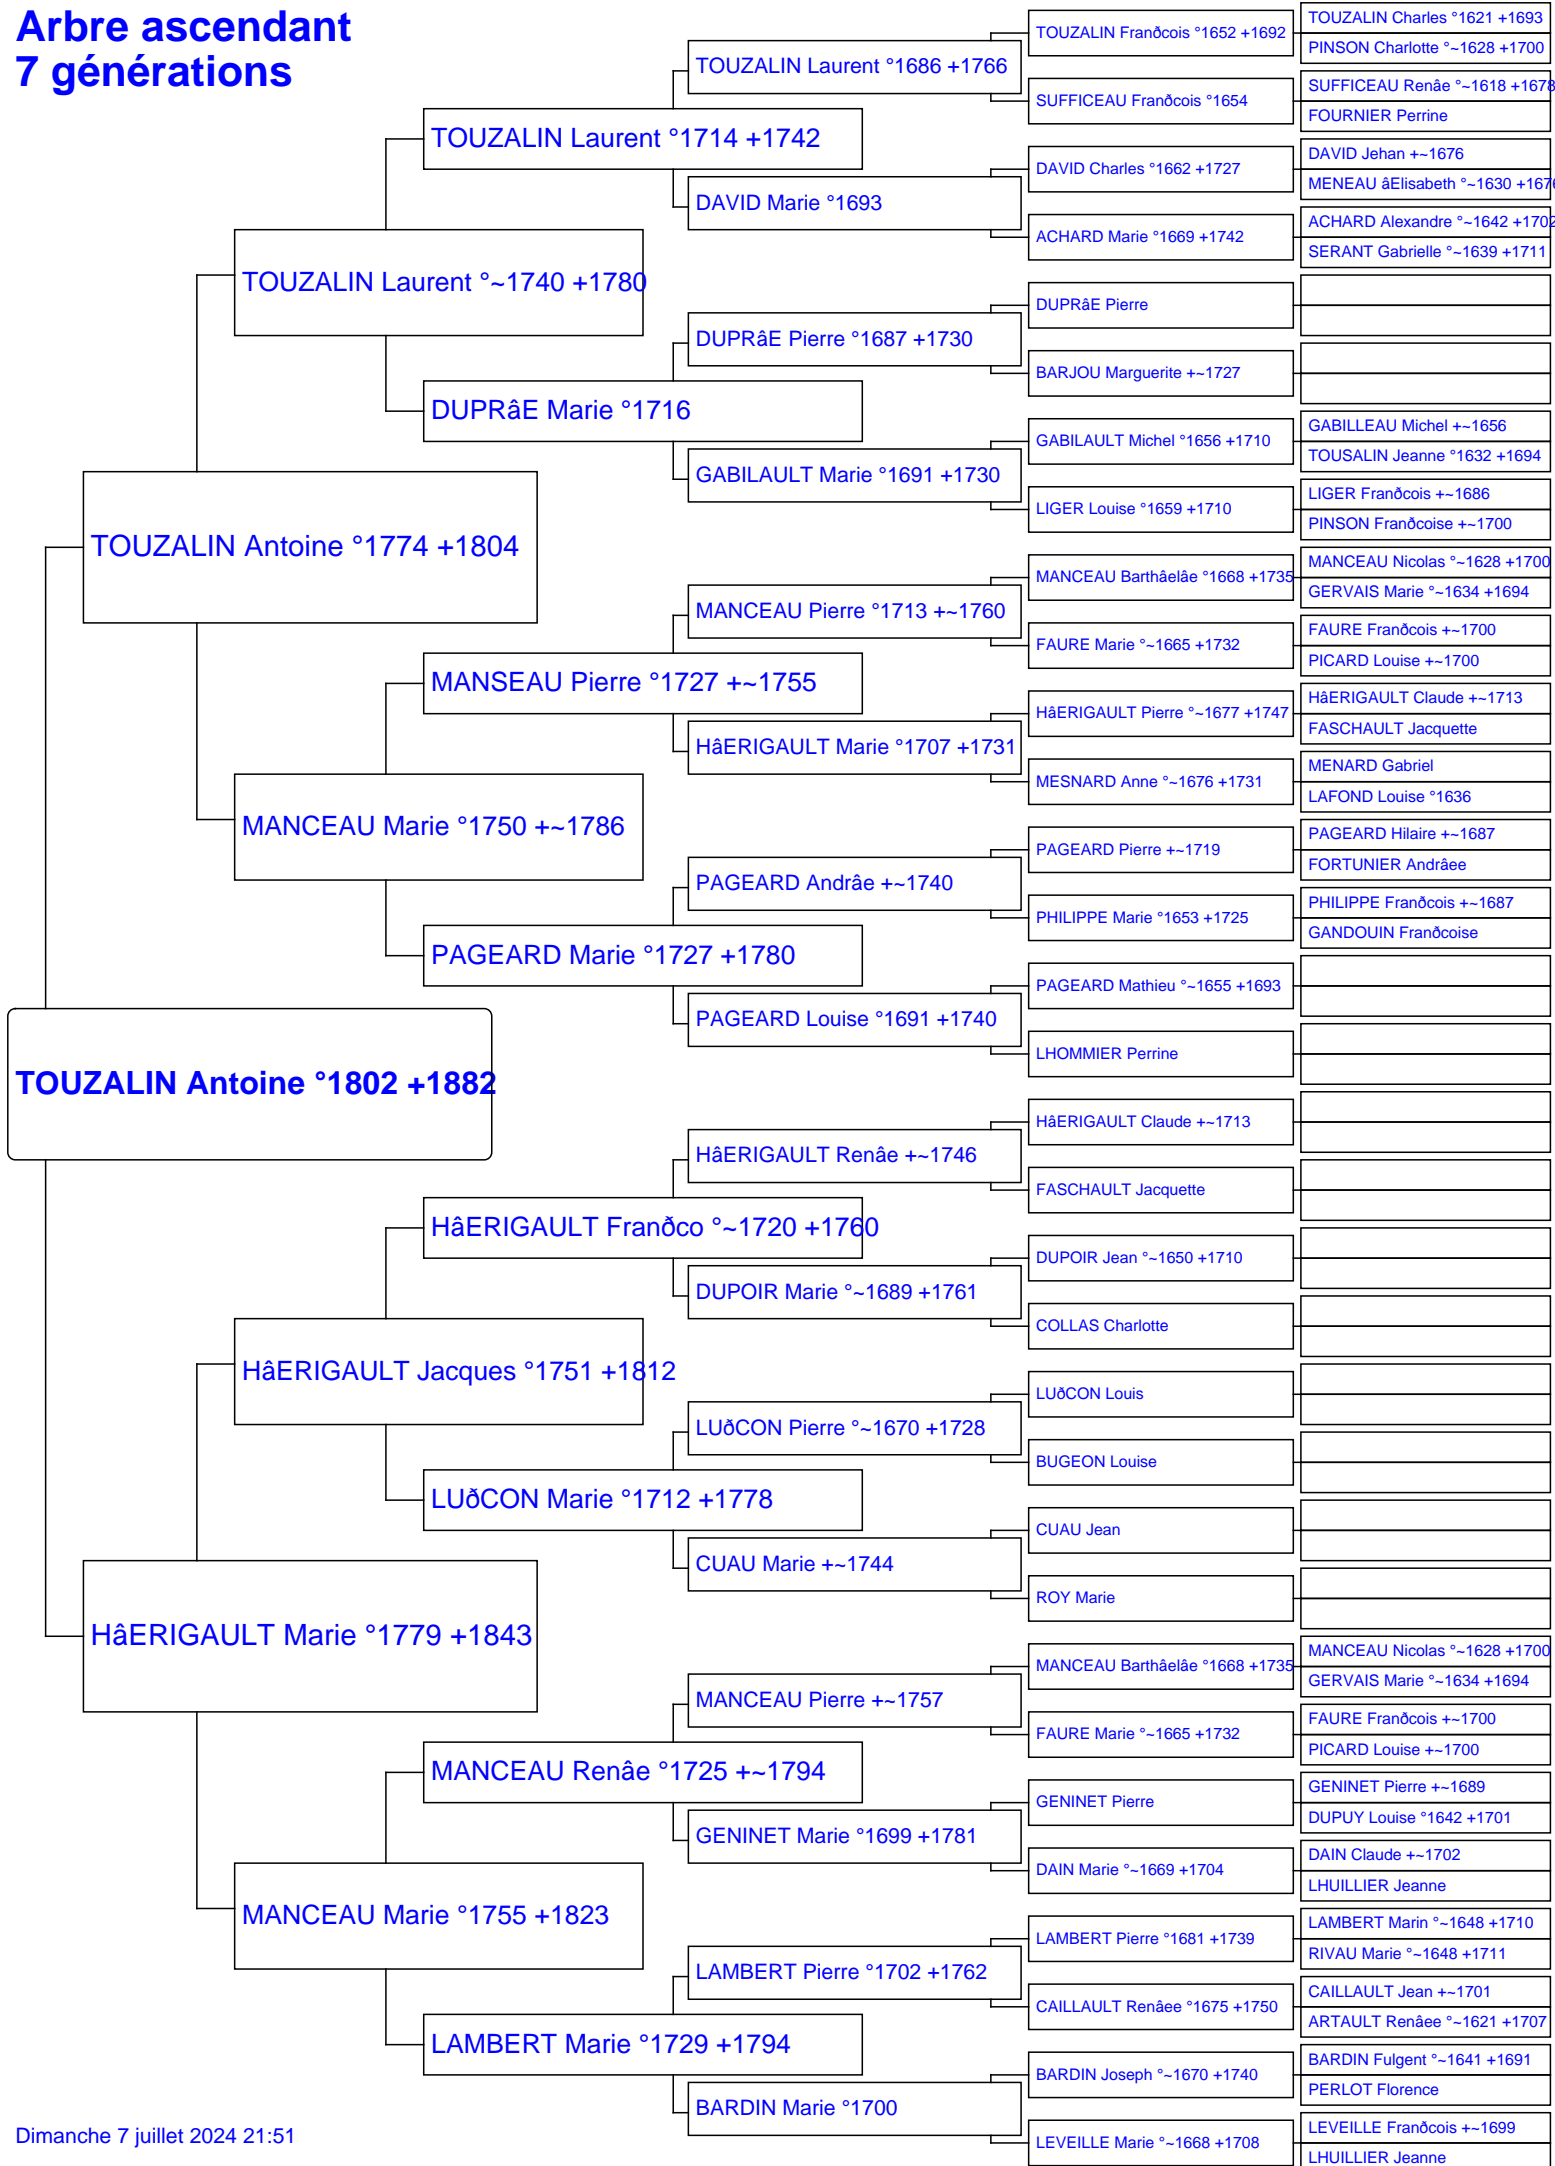 Arbre ascendant
7 générations
TOUZALIN Antoine °1802 +1882
TOUZALIN Antoine °1774 +1804
HâERIGAULT Marie °1779 +1843
TOUZALIN Laurent °~1740 +1780
MANCEAU Marie °1750 +~1786
HâERIGAULT Jacques °1751 +1812
MANCEAU Marie °1755 +1823
TOUZALIN Laurent °1714 +1742
DUPRâE Marie °1716
MANSEAU Pierre °1727 +~1755
PAGEARD Marie °1727 +1780
HâERIGAULT Franðco °~1720 +1760
LUðCON Marie °1712 +1778
MANCEAU Renâe °1725 +~1794
LAMBERT Marie °1729 +1794
TOUZALIN Laurent °1686 +1766
DAVID Marie °1693
DUPRâE Pierre °1687 +1730
GABILAULT Marie °1691 +1730
MANCEAU Pierre °1713 +~1760
HâERIGAULT Marie °1707 +1731
PAGEARD Andrâe +~1740
PAGEARD Louise °1691 +1740
HâERIGAULT Renâe +~1746
DUPOIR Marie °~1689 +1761
LUðCON Pierre °~1670 +1728
CUAU Marie +~1744
MANCEAU Pierre +~1757
GENINET Marie °1699 +1781
LAMBERT Pierre °1702 +1762
BARDIN Marie °1700
TOUZALIN Franðcois °1652 +1692
SUFFICEAU Franðcois °1654
DAVID Charles °1662 +1727
ACHARD Marie °1669 +1742
DUPRâE Pierre
BARJOU Marguerite +~1727
GABILAULT Michel °1656 +1710
LIGER Louise °1659 +1710
MANCEAU Barthâelâe °1668 +1735
FAURE Marie °~1665 +1732
HâERIGAULT Pierre °~1677 +1747
MESNARD Anne °~1676 +1731
PAGEARD Pierre +~1719
PHILIPPE Marie °1653 +1725
PAGEARD Mathieu °~1655 +1693
LHOMMIER Perrine
HâERIGAULT Claude +~1713
FASCHAULT Jacquette
DUPOIR Jean °~1650 +1710
COLLAS Charlotte
LUðCON Louis
BUGEON Louise
CUAU Jean
ROY Marie
MANCEAU Barthâelâe °1668 +1735
FAURE Marie °~1665 +1732
GENINET Pierre
DAIN Marie °~1669 +1704
LAMBERT Pierre °1681 +1739
CAILLAULT Renâee °1675 +1750
BARDIN Joseph °~1670 +1740
LEVEILLE Marie °~1668 +1708
TOUZALIN Charles °1621 +1693
PINSON Charlotte °~1628 +1700
SUFFICEAU Renâe °~1618 +1678
FOURNIER Perrine
DAVID Jehan +~1676
MENEAU âElisabeth °~1630 +1676
ACHARD Alexandre °~1642 +1702
SERANT Gabrielle °~1639 +1711
GABILLEAU Michel +~1656
TOUSALIN Jeanne °1632 +1694
LIGER Franðcois +~1686
PINSON Franðcoise +~1700
MANCEAU Nicolas °~1628 +1700
GERVAIS Marie °~1634 +1694
FAURE Franðcois +~1700
PICARD Louise +~1700
HâERIGAULT Claude +~1713
FASCHAULT Jacquette
MENARD Gabriel
LAFOND Louise °1636
PAGEARD Hilaire +~1687
FORTUNIER Andrâee
PHILIPPE Franðcois +~1687
GANDOUIN Franðcoise
MANCEAU Nicolas °~1628 +1700
GERVAIS Marie °~1634 +1694
FAURE Franðcois +~1700
PICARD Louise +~1700
GENINET Pierre +~1689
DUPUY Louise °1642 +1701
DAIN Claude +~1702
LHUILLIER Jeanne
LAMBERT Marin °~1648 +1710
RIVAU Marie °~1648 +1711
CAILLAULT Jean +~1701
ARTAULT Renâee °~1621 +1707
BARDIN Fulgent °~1641 +1691
PERLOT Florence
LEVEILLE Franðcois +~1699
LHUILLIER Jeanne
Dimanche 7 juillet 2024 21:51